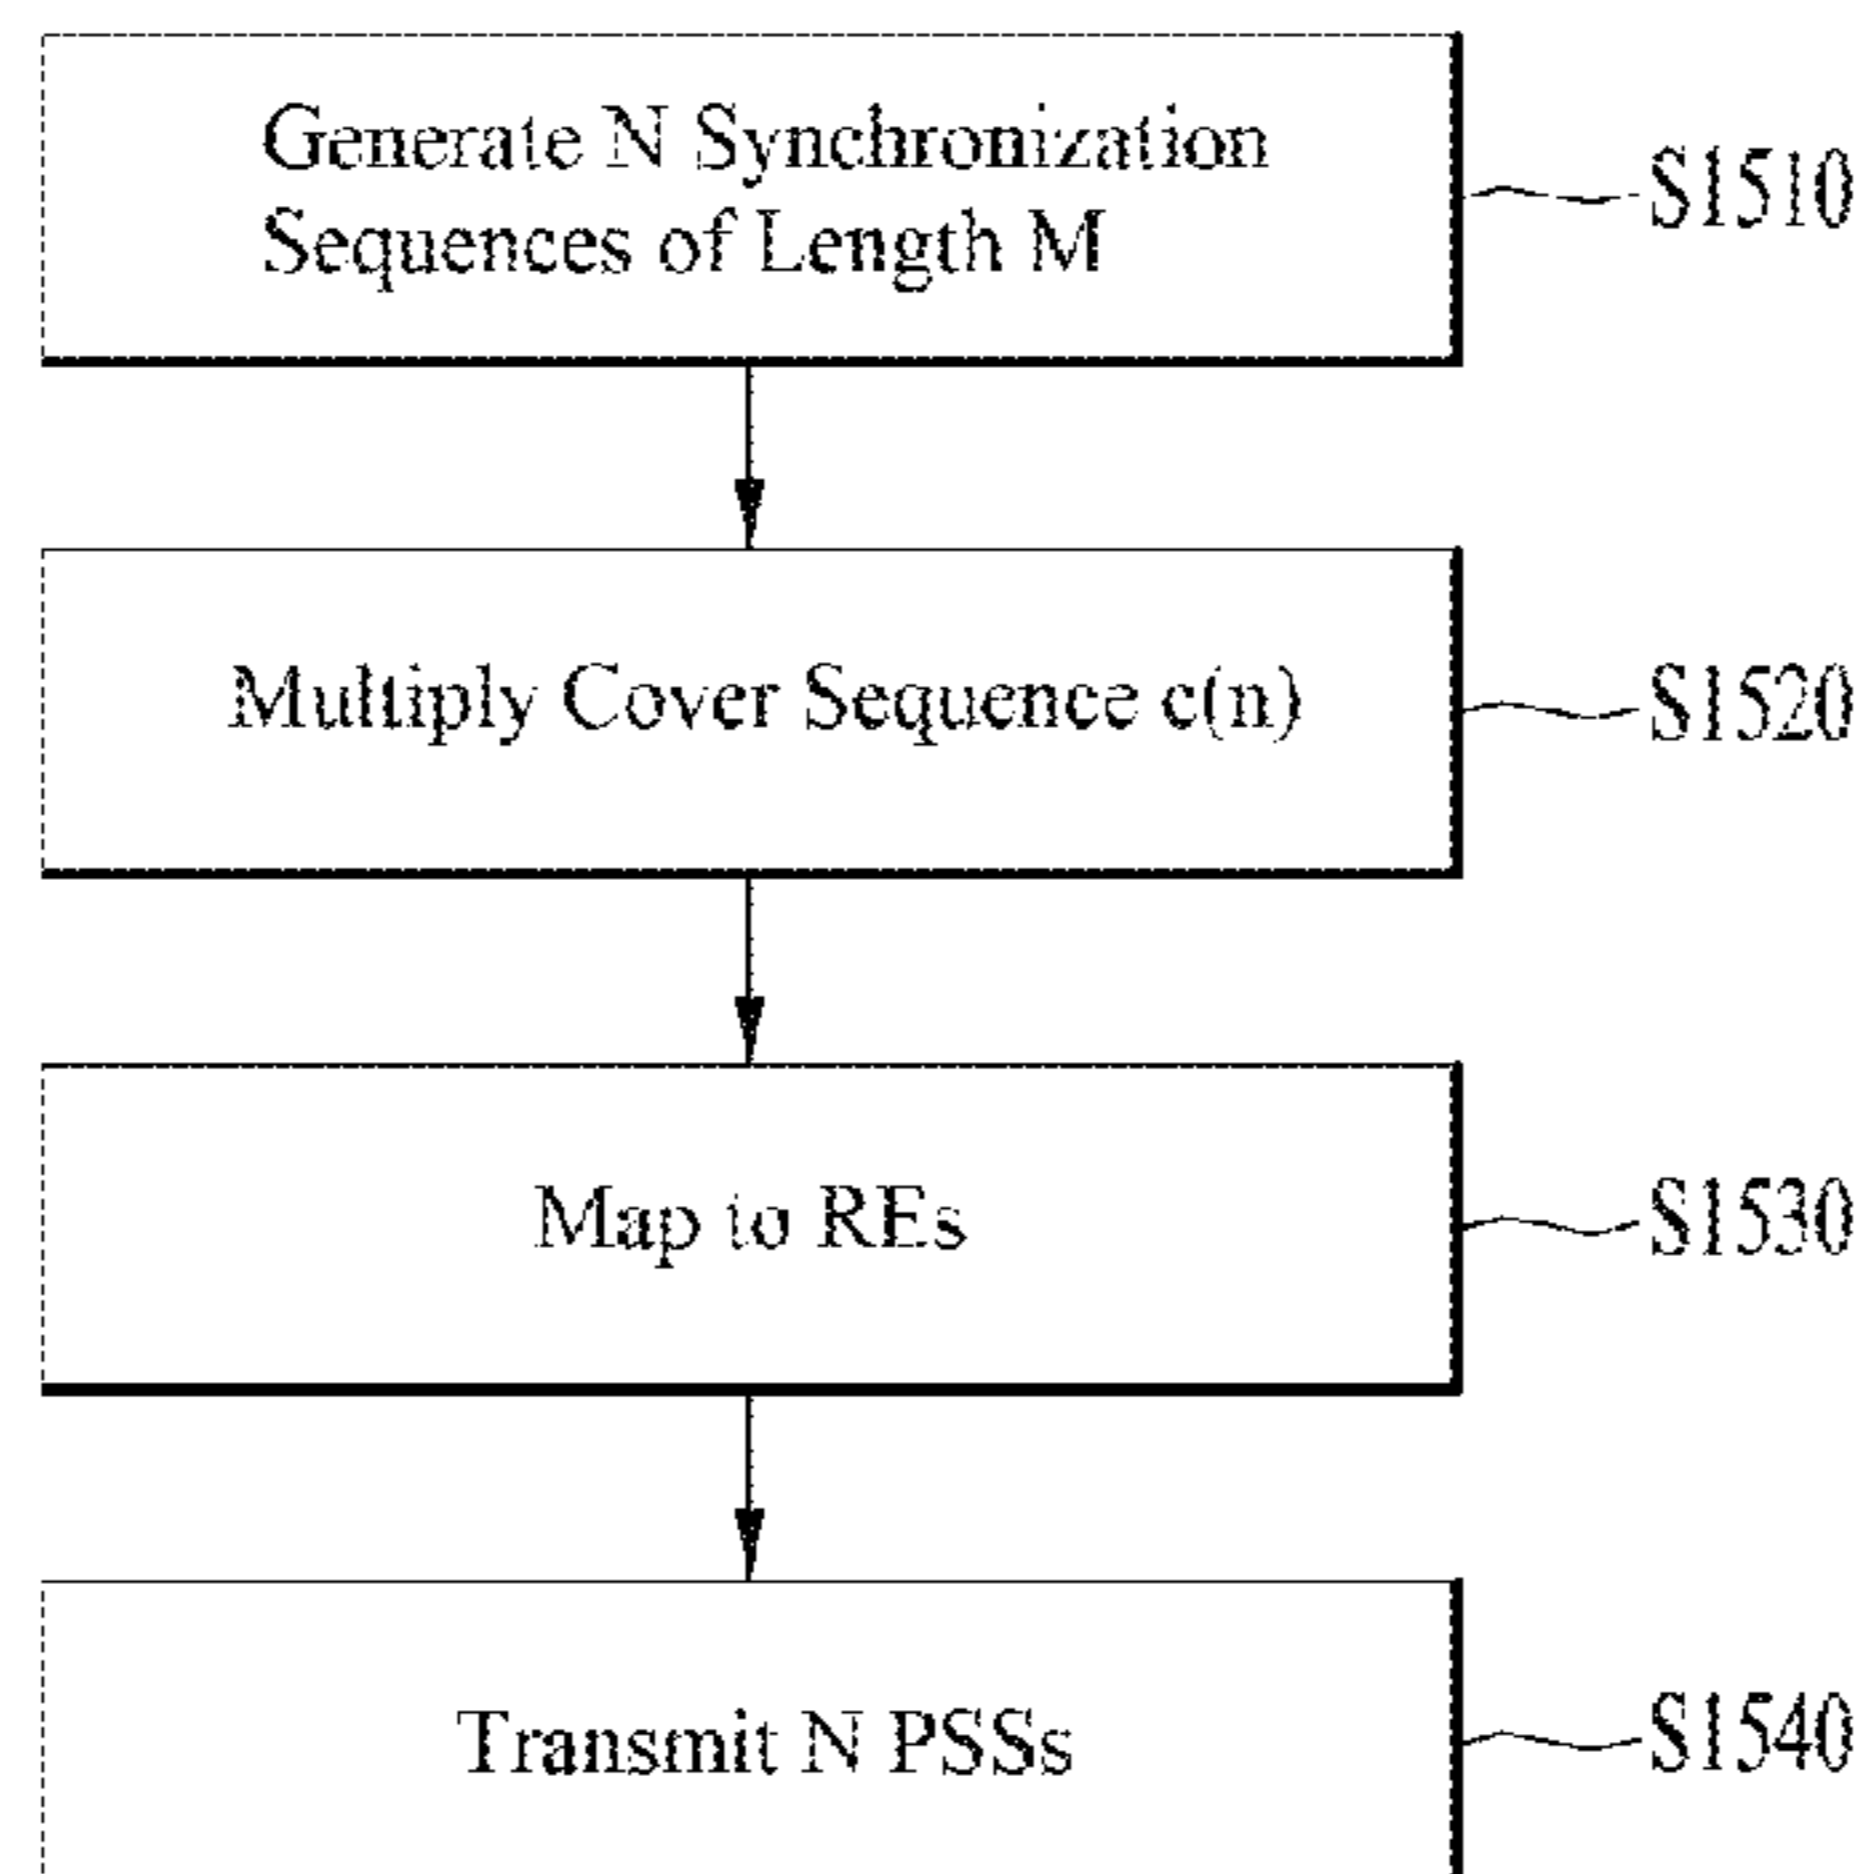 Generate N Synchronization
Sequences of Length M
S1510
Multiply Cover Sequence c(n)
S1520
Map to REs
S1530
Transmit N PSSs
S1540